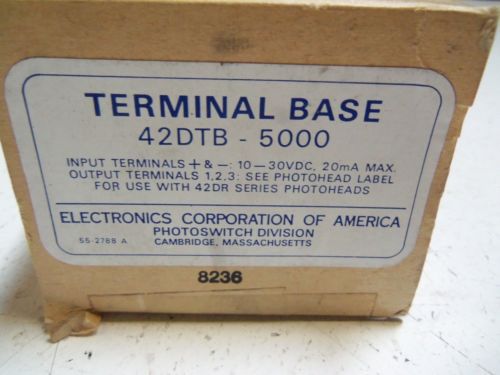 TERMINAL BASE
42DTB - 5000
INPUT TERMINALS + & -: 10 - 30VDC, 20mA MAX.
OUTPUT TERMINALS 1,2,3: SEE PHOTOHEAD LABEL
FOR USE WITH 42DR SERIES PHOTOHEADS
ELECTRONICS CORPORATION OF AMERICA
PHOTOSWITCH DIVISION
55-2788 A CAMBRIDGE, MASSACHUSETTS
8236